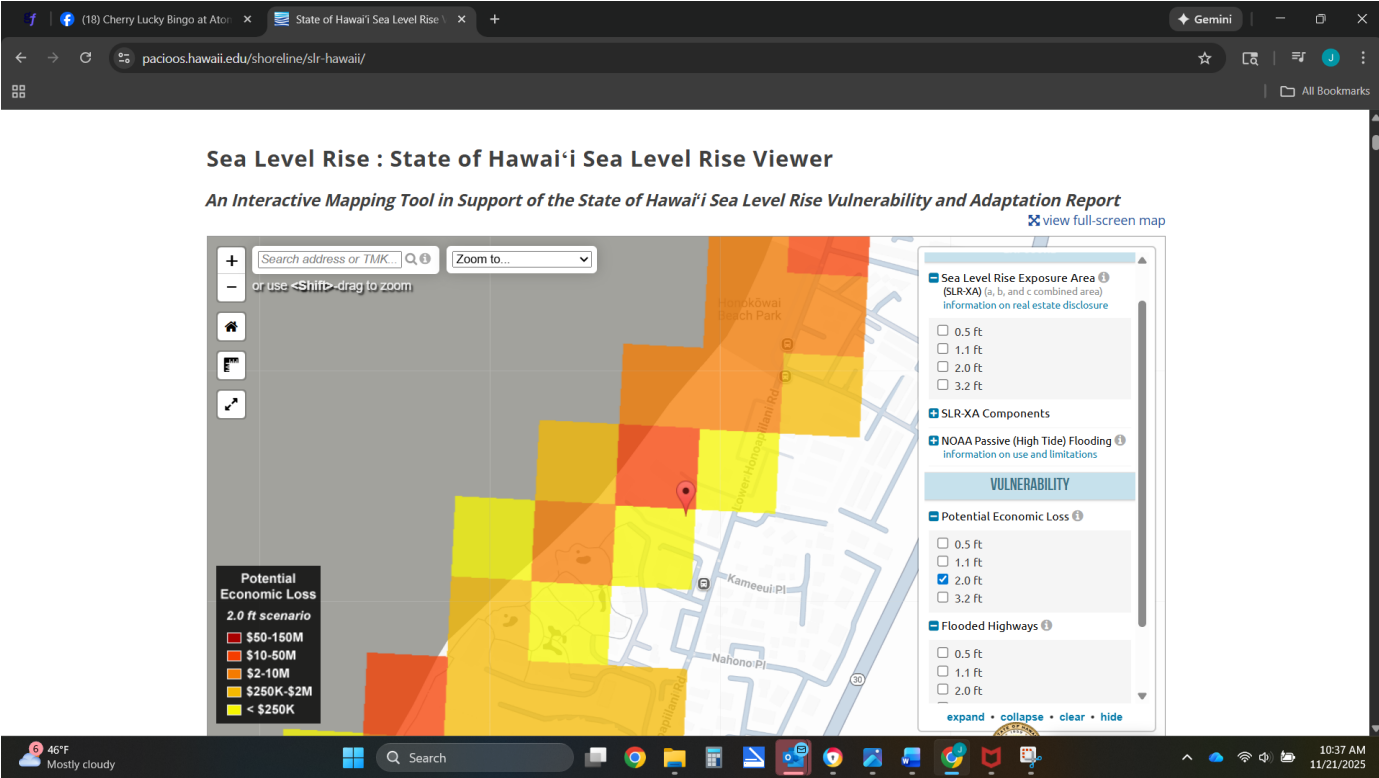 (18) Cherry Lucky Bingo at Aton
State of Hawaiʻi Sea Level Rise V
Gemini
pacioos.hawaii.edu/shoreline/slr-hawaii/
J
All Bookmarks
Sea Level Rise : State of Hawaiʻi Sea Level Rise Viewer
An Interactive Mapping Tool in Support of the State of Hawaiʻi Sea Level Rise Vulnerability and Adaptation Report
view full-screen map
+
−
Search address or TMK...
Zoom to...
or use <Shift>-drag to zoom
Honokōwai
Beach Park
Lower Honoapiilani Rd
Kameeui Pl
Nahono Pl
30
Potential
Economic Loss
2.0 ft scenario
$50-150M
$10-50M
$2-10M
$250K-$2M
< $250K
Sea Level Rise Exposure Area
(SLR-XA) (a, b, and c combined area)
information on real estate disclosure
0.5 ft
1.1 ft
2.0 ft
3.2 ft
SLR-XA Components
NOAA Passive (High Tide) Flooding
information on use and limitations
VULNERABILITY
Potential Economic Loss
0.5 ft
1.1 ft
2.0 ft
3.2 ft
Flooded Highways
0.5 ft
1.1 ft
2.0 ft
expand • collapse • clear • hide
6
46°F
Mostly cloudy
Search
10:37 AM
11/21/2025